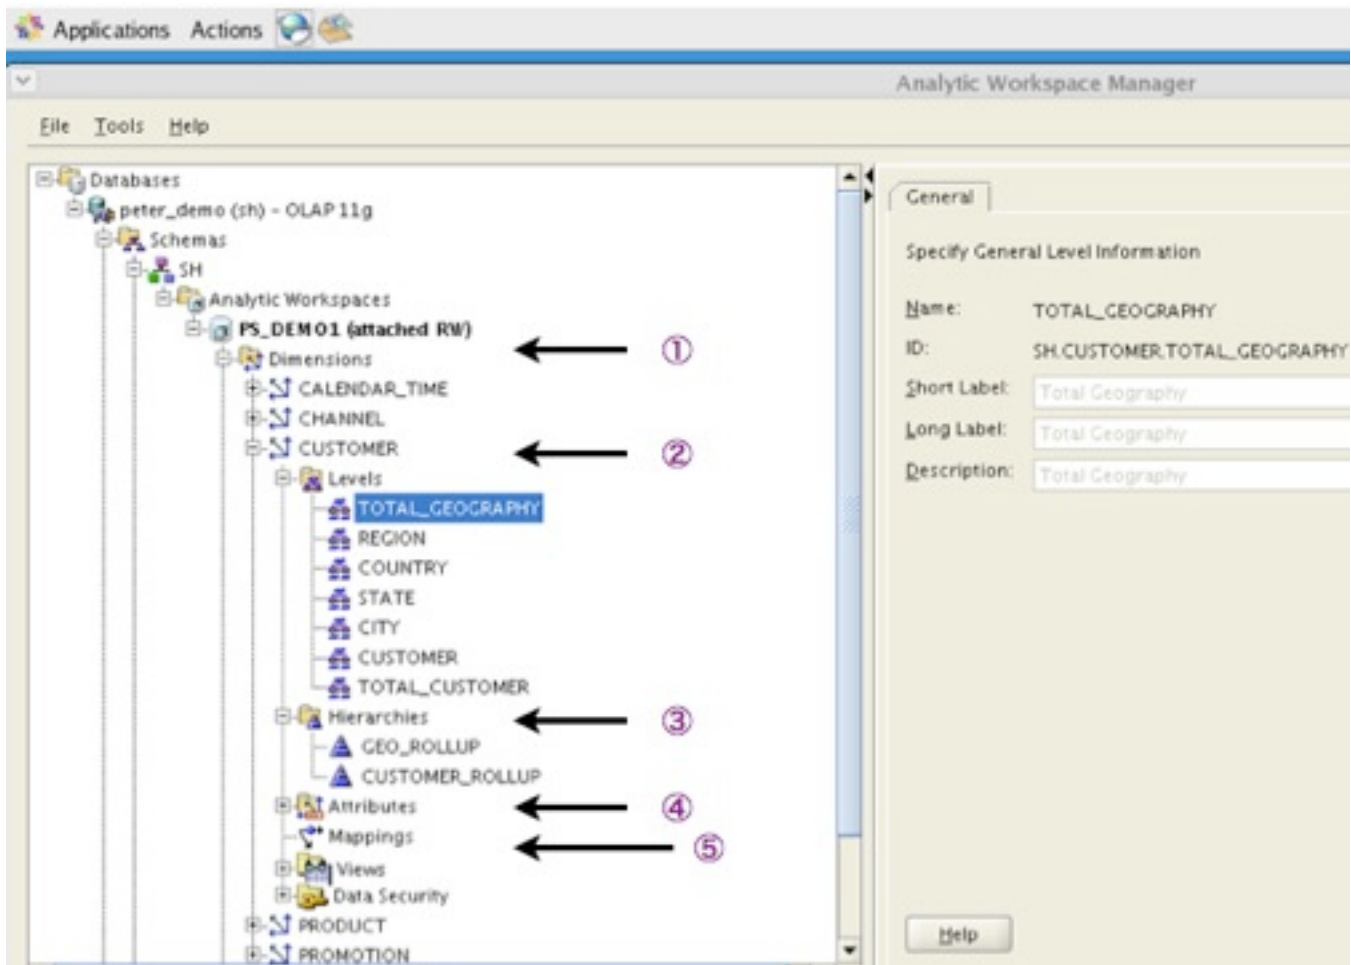 Applications Actions
Analytic Workspace Manager
File Tools Help
Databases
peter_demo (sh) - OLAP 11g
Schemas
SH
Analytic Workspaces
PS_DEMO1 (attached RW)
Dimensions
①
CALENDAR_TIME
CHANNEL
CUSTOMER
②
Levels
TOTAL_GEOGRAPHY
REGION
COUNTRY
STATE
CITY
CUSTOMER
TOTAL_CUSTOMER
Hierarchies
③
GEO_ROLLUP
CUSTOMER_ROLLUP
Attributes
④
Mappings
⑤
Views
Data Security
PRODUCT
PROMOTION
General
Specify General Level Information
Name: TOTAL_GEOGRAPHY
ID: SH.CUSTOMER.TOTAL_GEOGRAPHY
Short Label: Total Geography
Long Label: Total Geography
Description: Total Geography
Help